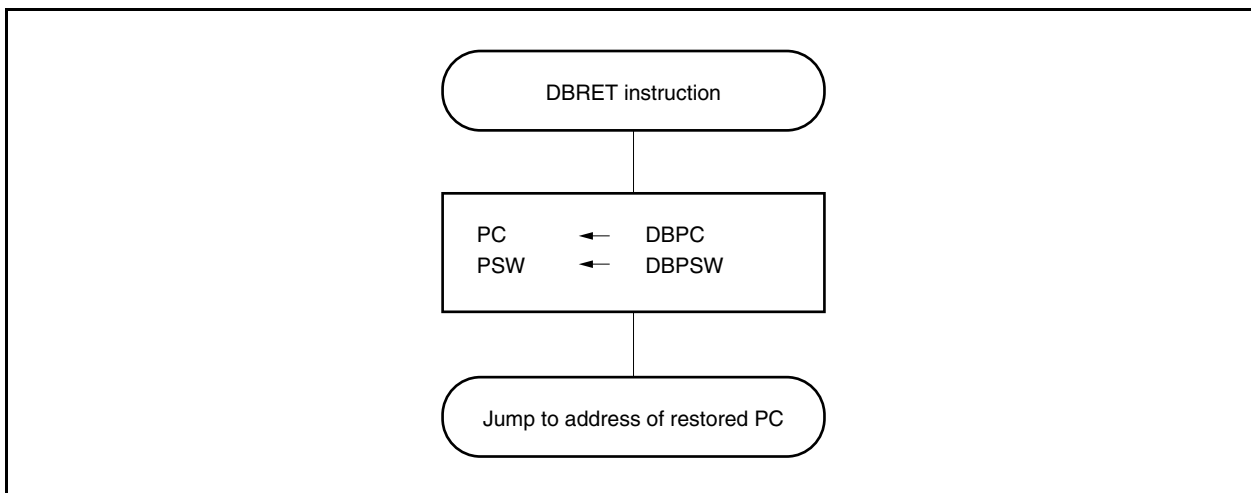 DBRET instruction
PC ← DBPC
PSW ← DBPSW
Jump to address of restored PC